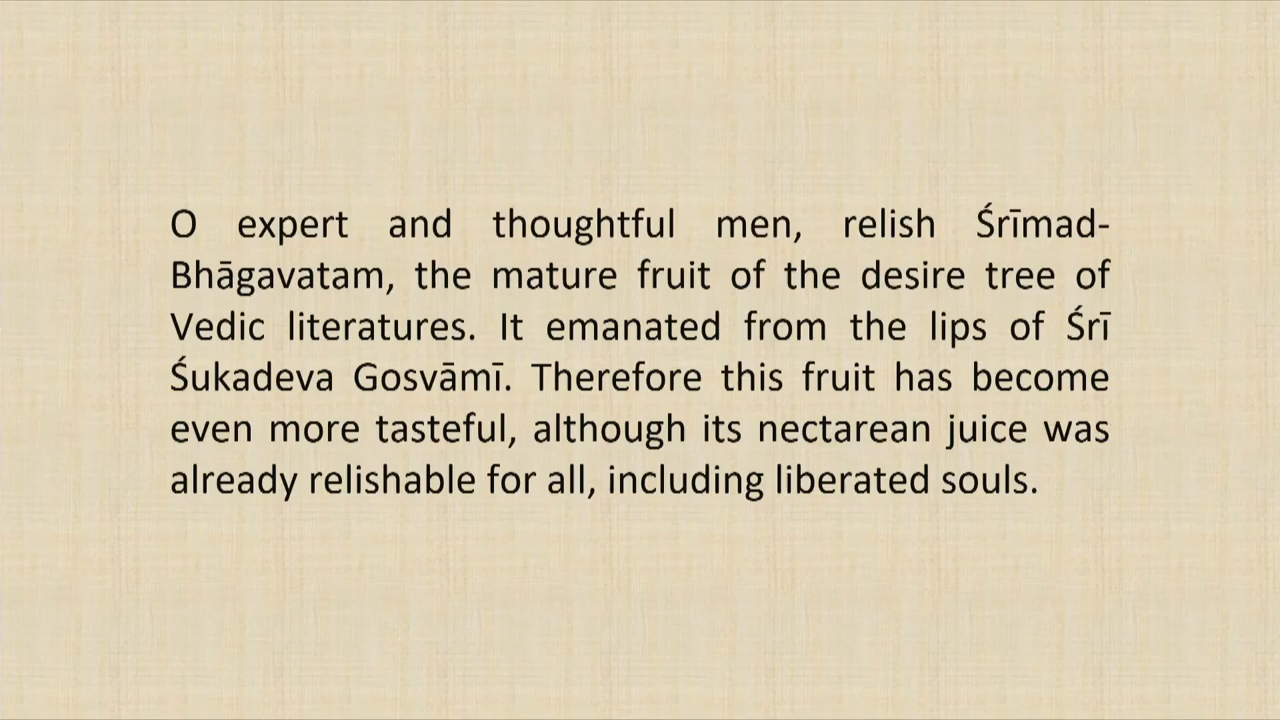 O expert and thoughtful men, relish Śrīmad-
Bhāgavatam, the mature fruit of the desire tree of
Vedic literatures. It emanated from the lips of Śrī
Śukadeva Gosvāmī. Therefore this fruit has become
even more tasteful, although its nectarean juice was
already relishable for all, including liberated souls.